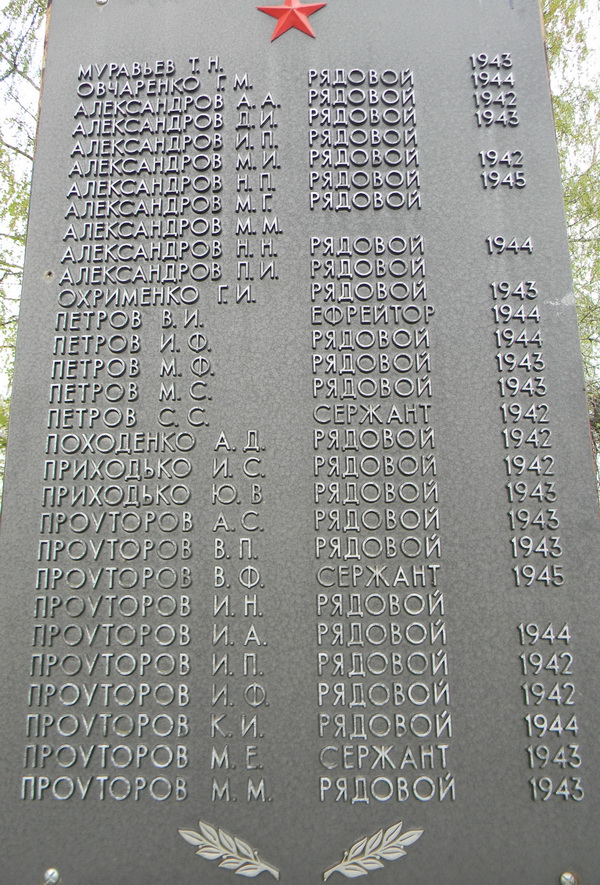 МУРАВЬЕВ Т. Н. 1943
ОВЧАРЕНКО Г. М. РЯДОВОЙ 1944
АЛЕКСАНДРОВ А. А. РЯДОВОЙ 1942
АЛЕКСАНДРОВ Д. И. РЯДОВОЙ 1943
АЛЕКСАНДРОВ И. П. РЯДОВОЙ
АЛЕКСАНДРОВ М. И. РЯДОВОЙ 1942
АЛЕКСАНДРОВ Н. П. РЯДОВОЙ 1945
АЛЕКСАНДРОВ М. Г. РЯДОВОЙ
АЛЕКСАНДРОВ М. М.
АЛЕКСАНДРОВ Н. Н. РЯДОВОЙ 1944
АЛЕКСАНДРОВ П. И. РЯДОВОЙ
ОХРИМЕНКО Г. И. РЯДОВОЙ 1943
ПЕТРОВ В. И. ЕФРЕЙТОР 1944
ПЕТРОВ И. Ф. РЯДОВОЙ 1944
ПЕТРОВ М. Ф. РЯДОВОЙ 1943
ПЕТРОВ М. С. РЯДОВОЙ 1943
ПЕТРОВ С. С. СЕРЖАНТ 1942
ПОХОДЕНКО А. Д. РЯДОВОЙ 1942
ПРИХОДЬКО И. С. РЯДОВОЙ 1942
ПРИХОДЬКО Ю. В РЯДОВОЙ 1943
ПРОУТОРОВ А. С. РЯДОВОЙ 1943
ПРОУТОРОВ В. П. РЯДОВОЙ 1943
ПРОУТОРОВ В. Ф. СЕРЖАНТ 1945
ПРОУТОРОВ И. Н. РЯДОВОЙ
ПРОУТОРОВ И. А. РЯДОВОЙ 1944
ПРОУТОРОВ И. П. РЯДОВОЙ 1942
ПРОУТОРОВ И. Ф. РЯДОВОЙ 1942
ПРОУТОРОВ К. И. РЯДОВОЙ 1944
ПРОУТОРОВ М. Е. СЕРЖАНТ 1943
ПРОУТОРОВ М. М. РЯДОВОЙ 1943